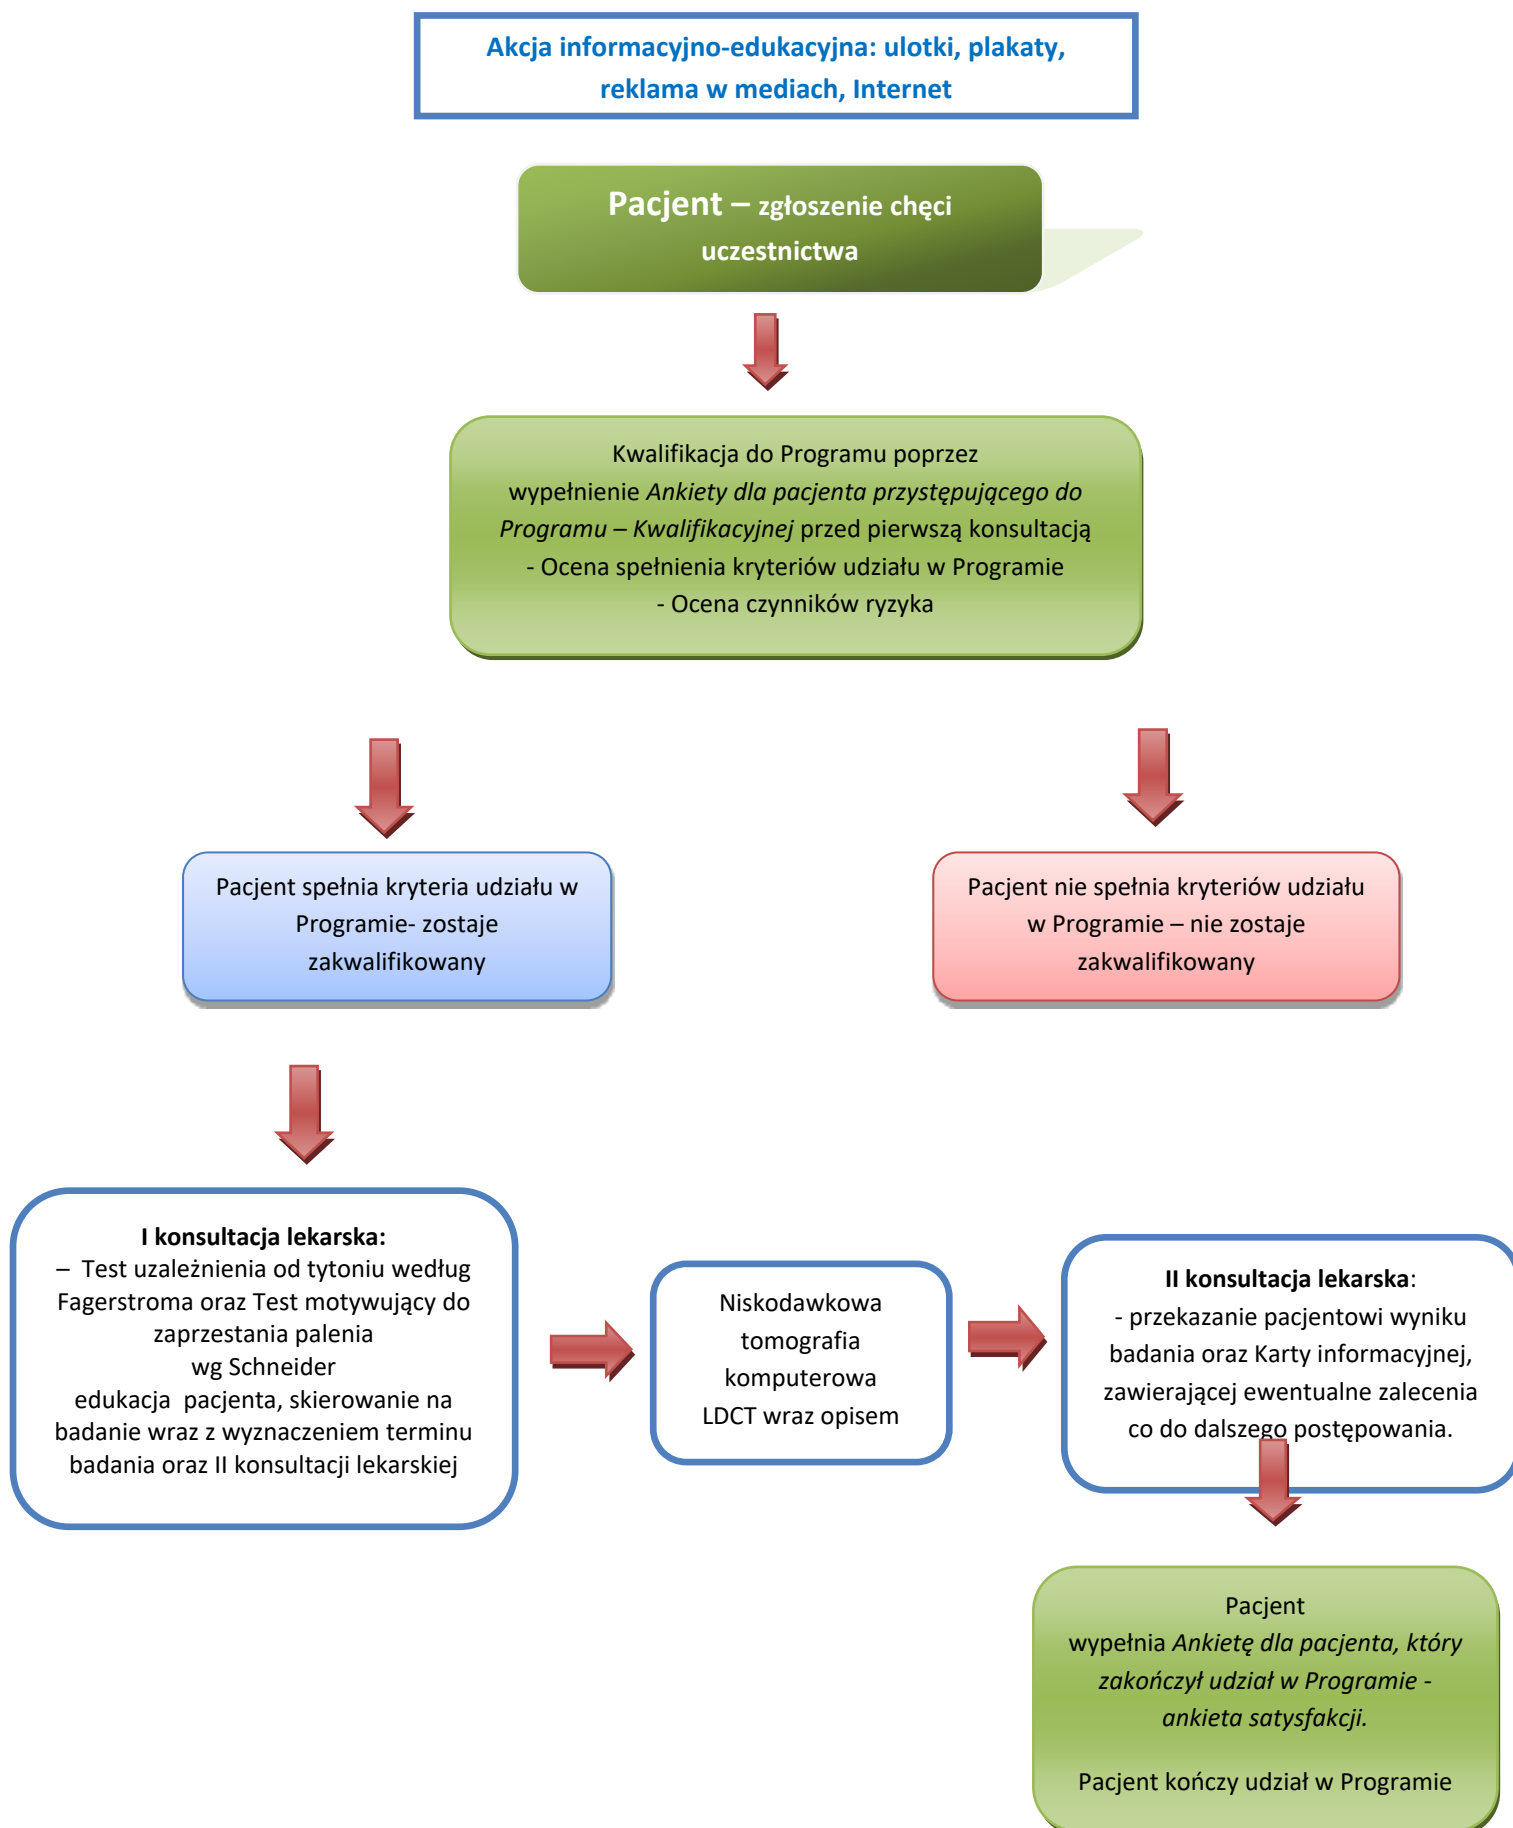 Akcja informacyjno-edukacyjna: ulotki, plakaty,
reklama w mediach, Internet
Pacjent – zgłoszenie chęci
uczestnictwa
Kwalifikacja do Programu poprzez
wypełnienie Ankiety dla pacjenta przystępującego do
Programu – Kwalifikacyjnej przed pierwszą konsultacją
- Ocena spełnienia kryteriów udziału w Programie
- Ocena czynników ryzyka
Pacjent spełnia kryteria udziału w
Programie- zostaje
zakwalifikowany
Pacjent nie spełnia kryteriów udziału
w Programie – nie zostaje
zakwalifikowany
I konsultacja lekarska:
– Test uzależnienia od tytoniu według
Fagerstroma oraz Test motywujący do
zaprzestania palenia
wg Schneider
edukacja pacjenta, skierowanie na
badanie wraz z wyznaczeniem terminu
badania oraz II konsultacji lekarskiej
Niskodawkowa
tomografia
komputerowa
LDCT wraz opisem
II konsultacja lekarska:
- przekazanie pacjentowi wyniku
badania oraz Karty informacyjnej,
zawierającej ewentualne zalecenia
co do dalszego postępowania.
Pacjent
wypełnia Ankietę dla pacjenta, który
zakończył udział w Programie -
ankieta satysfakcji.
Pacjent kończy udział w Programie